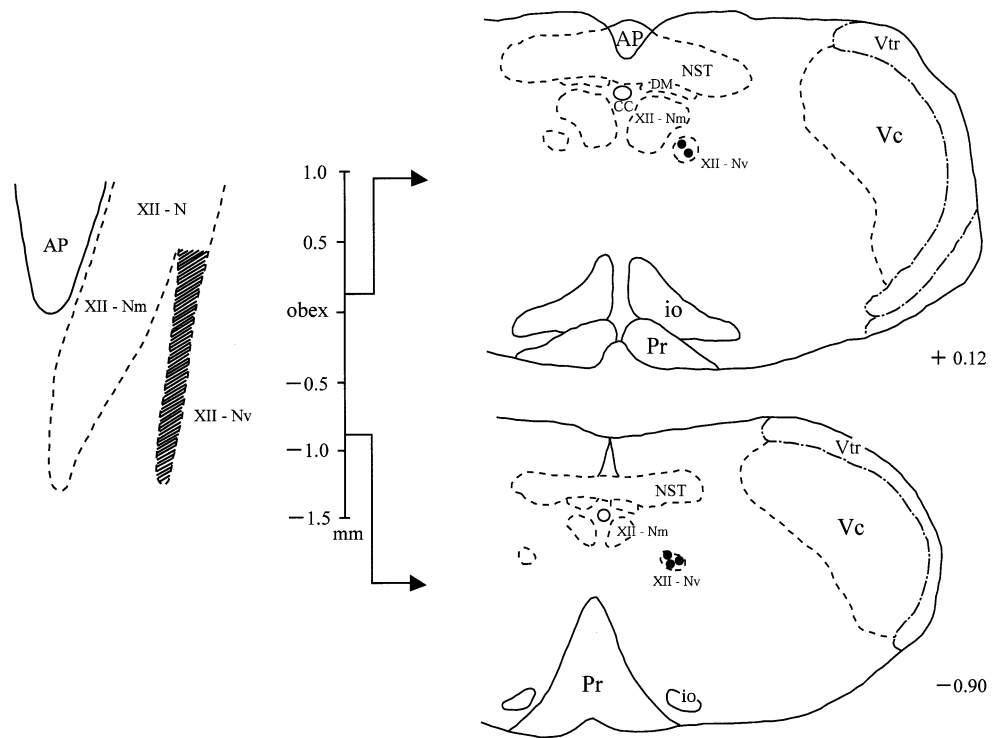 AP
XII - N
XII - Nm
XII - Nv
1.0
0.5
obex
−0.5
−1.0
−1.5
mm
AP
NST
DM
CC
XII - Nm
XII - Nv
Vtr
Vc
io
Pr
+ 0.12
NST
XII - Nm
XII - Nv
Vtr
Vc
Pr
io
−0.90